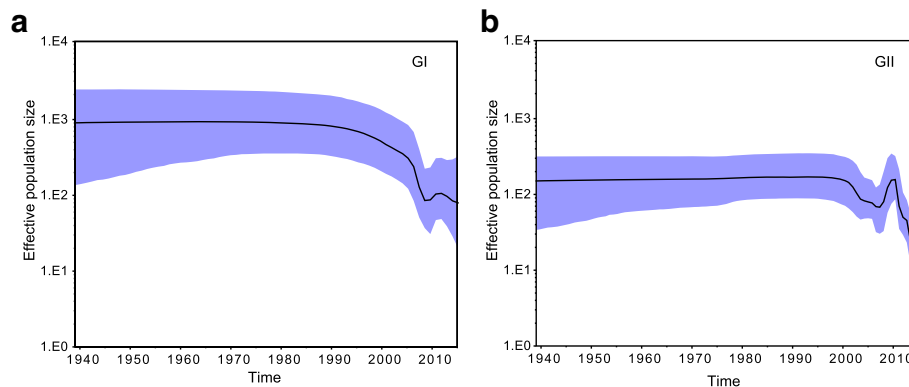 a
GI
Effective population size
1.E4
1.E3
1.E2
1.E1
1.E0
1940 1950 1960 1970 1980 1990 2000 2010
Time
b
GII
Effective population size
1.E4
1.E3
1.E2
1.E1
1.E0
1940 1950 1960 1970 1980 1990 2000 2010
Time